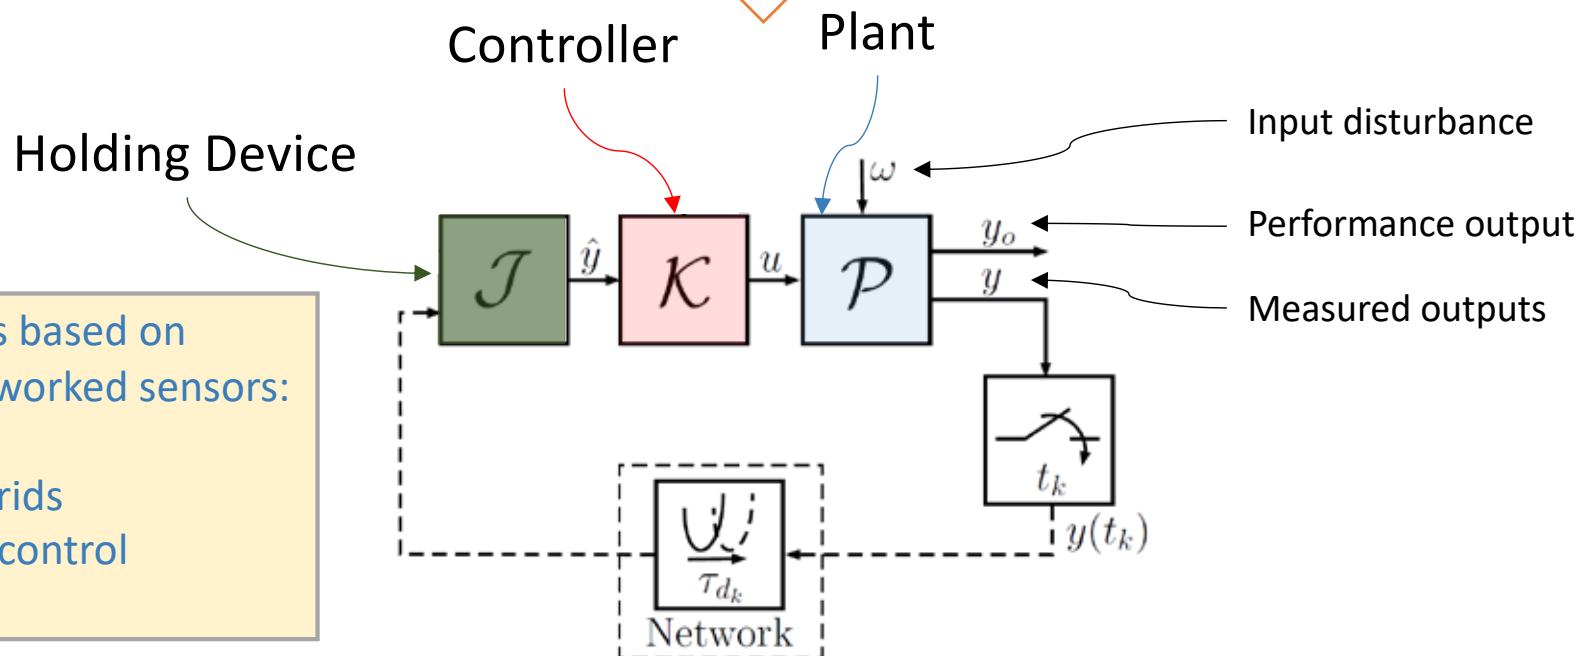 Controller
Plant
Holding Device
Input disturbance
ω
Performance output
y_o
𝒥
ŷ
𝒦
u
𝒫
y
Measured outputs
s based on
worked sensors:
rids
control
t_k
y(t_k)
τ_{d_k}
Network